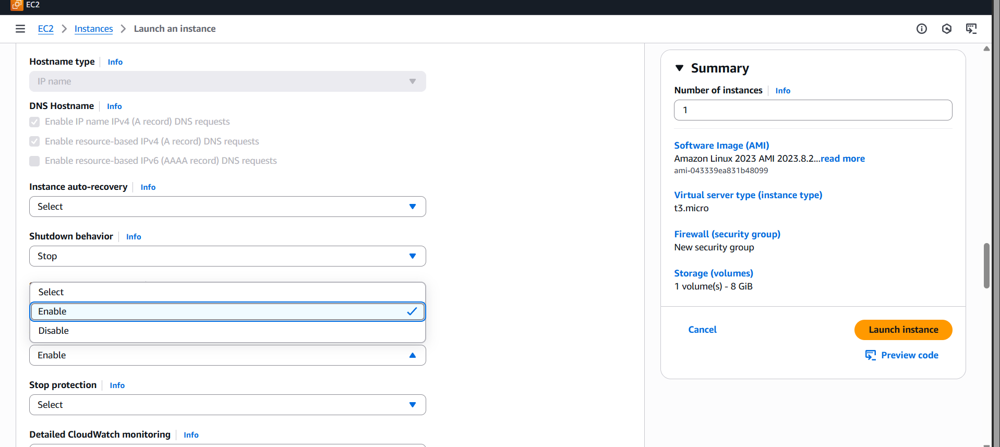 EC2
EC2 > Instances > Launch an instance
Hostname type Info
IP name
DNS Hostname Info
Enable IP name IPv4 (A record) DNS requests
Enable resource-based IPv4 (A record) DNS requests
Enable resource-based IPv6 (AAAA record) DNS requests
Instance auto-recovery Info
Select
Shutdown behavior Info
Stop
Select
Enable
Disable
Enable
Stop protection Info
Select
Detailed CloudWatch monitoring Info
Summary
Number of instances Info
1
Software Image (AMI)
Amazon Linux 2023 AMI 2023.8.2...read more
ami-043339ea831b48099
Virtual server type (instance type)
t3.micro
Firewall (security group)
New security group
Storage (volumes)
1 volume(s) - 8 GiB
Cancel
Launch instance
Preview code